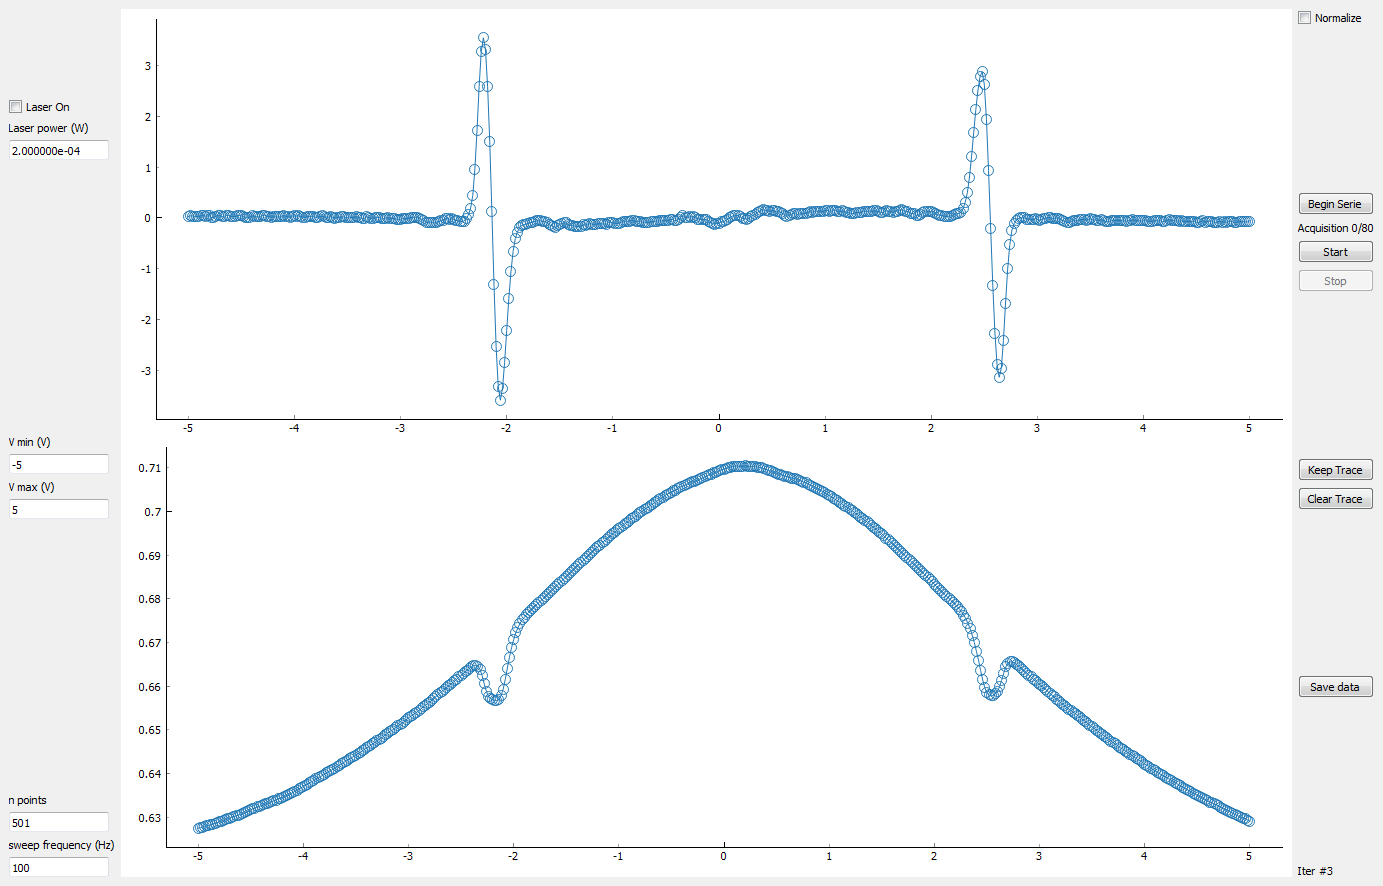 Normalize
Laser On
Laser power (W)
2.000000e-04
3
2
1
0
-1
-2
-3
-5
-4
-3
-2
-1
0
1
2
3
4
5
Begin Serie
Acquisition 0/80
Start
Stop
V min (V)
-5
V max (V)
5
0.71
0.7
0.69
0.68
0.67
0.66
0.65
0.64
0.63
-5
-4
-3
-2
-1
0
1
2
3
4
5
Keep Trace
Clear Trace
Save data
n points
501
sweep frequency (Hz)
100
Iter #3